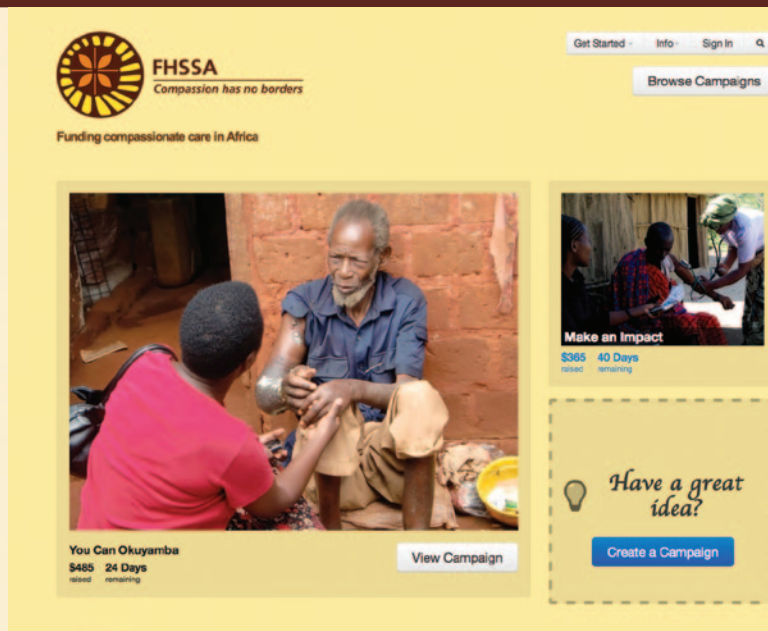 FHSSA
Compassion has no borders
Funding compassionate care in Africa
Get Started
Info
Sign In
Browse Campaigns
You Can Okuyamba
$485 24 Days
raised remaining
View Campaign
Make an Impact
$365 40 Days
raised remaining
Have a great
idea?
Create a Campaign